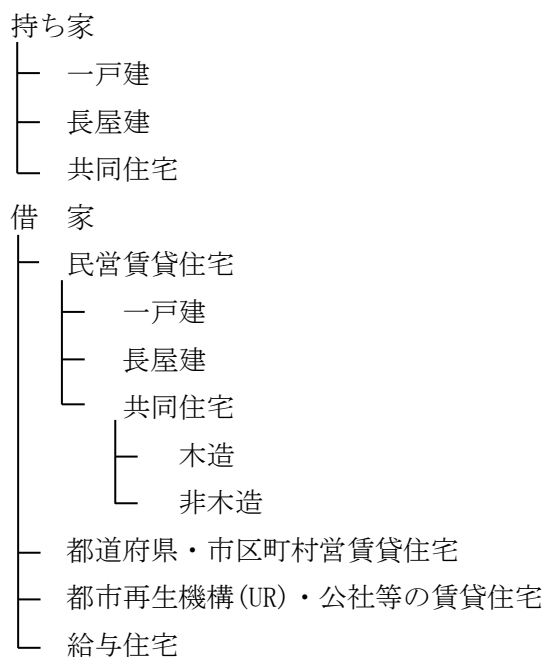 持ち家
一戸建
長屋建
共同住宅
借　家
民営賃貸住宅
一戸建
長屋建
共同住宅
木造
非木造
都道府県・市区町村営賃貸住宅
都市再生機構(UR)・公社等の賃貸住宅
給与住宅